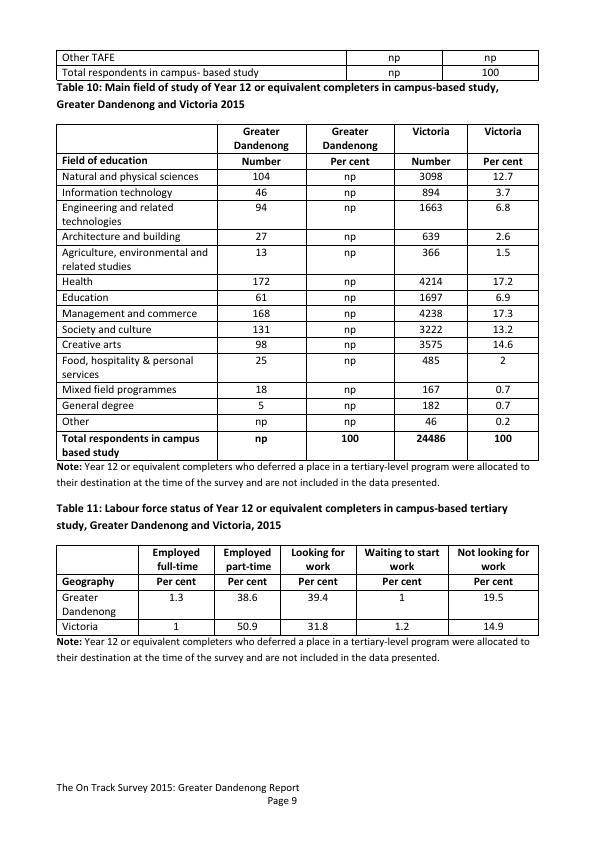 Other TAFE np np
Total respondents in campus- based study np 100
Table 10: Main field of study of Year 12 or equivalent completers in campus-based study,
Greater Dandenong and Victoria 2015
Greater Dandenong Greater Dandenong Victoria Victoria
Field of education Number Per cent Number Per cent
Natural and physical sciences 104 np 3098 12.7
Information technology 46 np 894 3.7
Engineering and related technologies 94 np 1663 6.8
Architecture and building 27 np 639 2.6
Agriculture, environmental and related studies 13 np 366 1.5
Health 172 np 4214 17.2
Education 61 np 1697 6.9
Management and commerce 168 np 4238 17.3
Society and culture 131 np 3222 13.2
Creative arts 98 np 3575 14.6
Food, hospitality & personal services 25 np 485 2
Mixed field programmes 18 np 167 0.7
General degree 5 np 182 0.7
Other np np 46 0.2
Total respondents in campus based study np 100 24486 100
Note: Year 12 or equivalent completers who deferred a place in a tertiary-level program were allocated to
their destination at the time of the survey and are not included in the data presented.
Table 11: Labour force status of Year 12 or equivalent completers in campus-based tertiary
study, Greater Dandenong and Victoria, 2015
Employed full-time Employed part-time Looking for work Waiting to start work Not looking for work
Geography Per cent Per cent Per cent Per cent Per cent
Greater Dandenong 1.3 38.6 39.4 1 19.5
Victoria 1 50.9 31.8 1.2 14.9
Note: Year 12 or equivalent completers who deferred a place in a tertiary-level program were allocated to
their destination at the time of the survey and are not included in the data presented.
The On Track Survey 2015: Greater Dandenong Report
Page 9